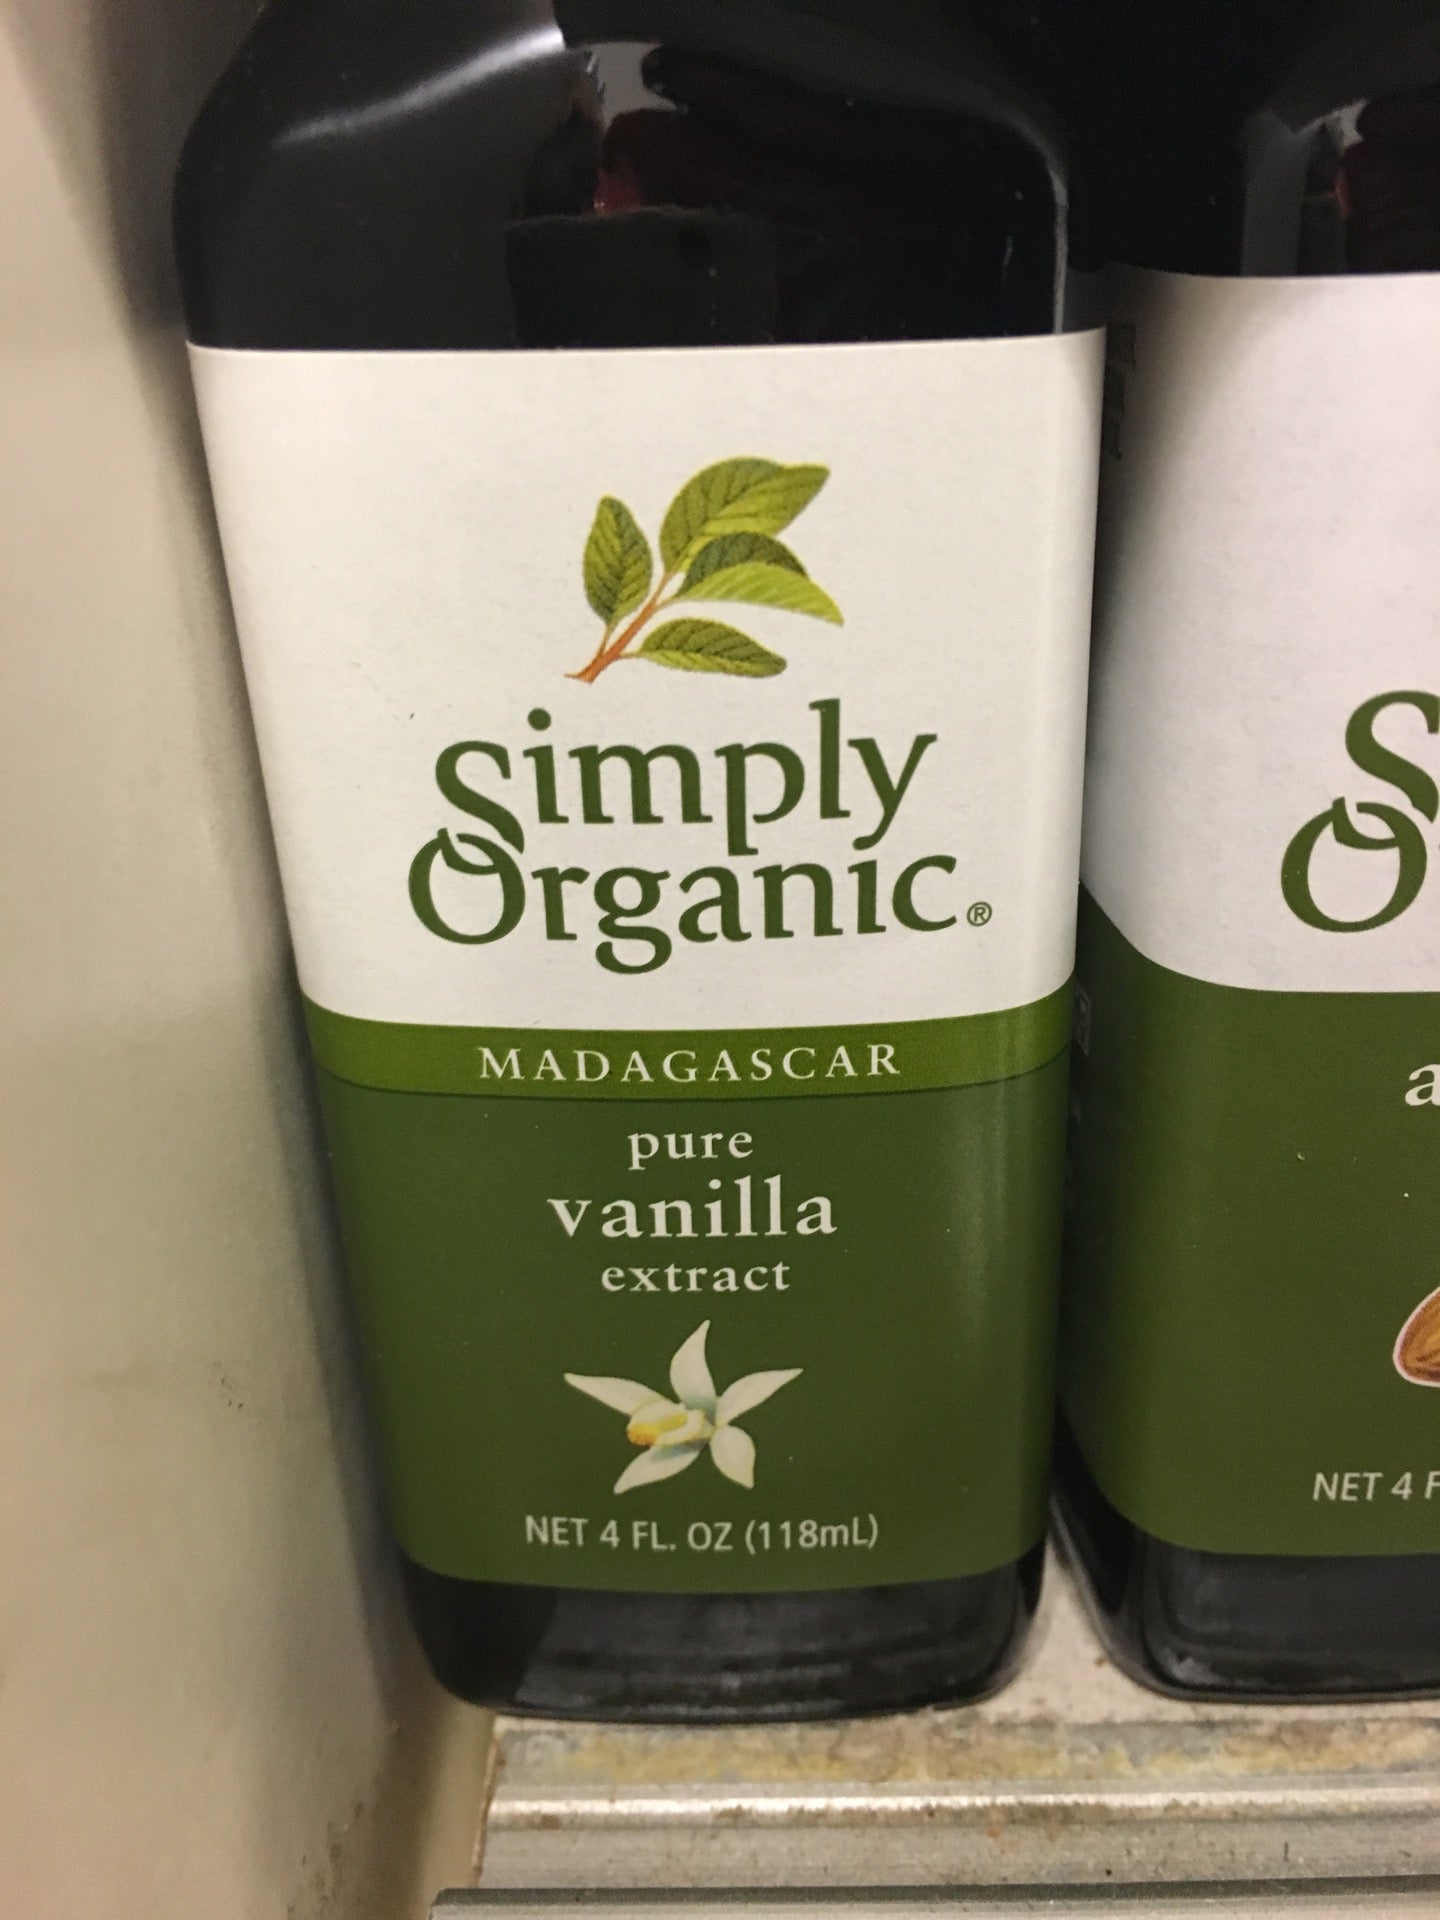 Simply
Organic®
MADAGASCAR
pure
vanilla
extract
NET 4 FL. OZ (118mL)
NET 4